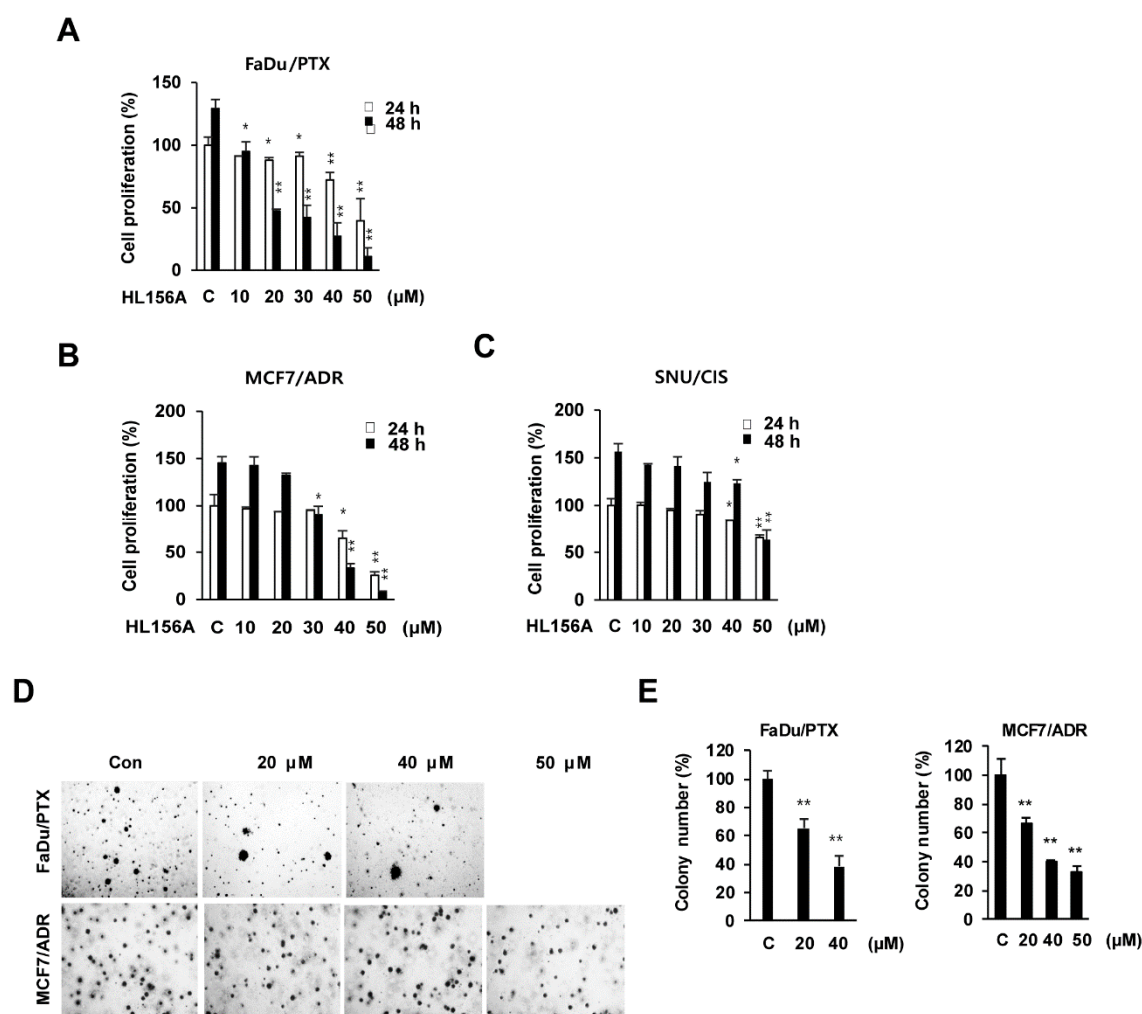 A
FaDu/PTX
Cell proliferation (%)
150
100
50
0
24 h
48 h
* * * ** ** ** ** ** **
HL156A C 10 20 30 40 50 (µM)
B
MCF7/ADR
Cell proliferation (%)
200
150
100
50
0
24 h
48 h
* * ** ** **
HL156A C 10 20 30 40 50 (µM)
C
SNU/CIS
Cell proliferation (%)
200
150
100
50
0
24 h
48 h
* * ** **
HL156A C 10 20 30 40 50 (µM)
D
Con 20 µM 40 µM 50 µM
FaDu/PTX
MCF7/ADR
E
FaDu/PTX
Colony number (%)
120
100
80
60
40
20
0
** **
C 20 40 (µM)
MCF7/ADR
Colony number (%)
120
100
80
60
40
20
0
** ** **
C 20 40 50 (µM)